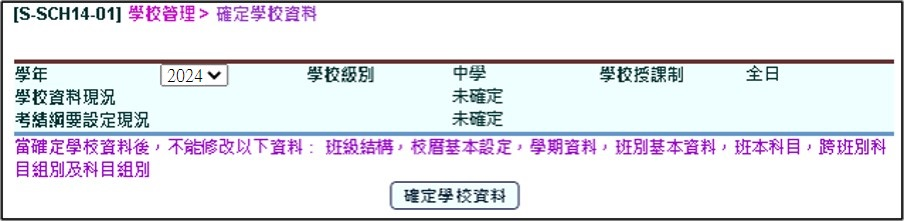 [S-SCH14-01] 學校管理 > 確定學校資料
學年 2024 學校級別 中學 學校授課制 全日
學校資料現況 未確定
考績綱要設定現況 未確定
當確定學校資料後，不能修改以下資料： 班級結構，校曆基本設定，學期資料，班別基本資料，班本科目，跨班別科
目組別及科目組別
確定學校資料